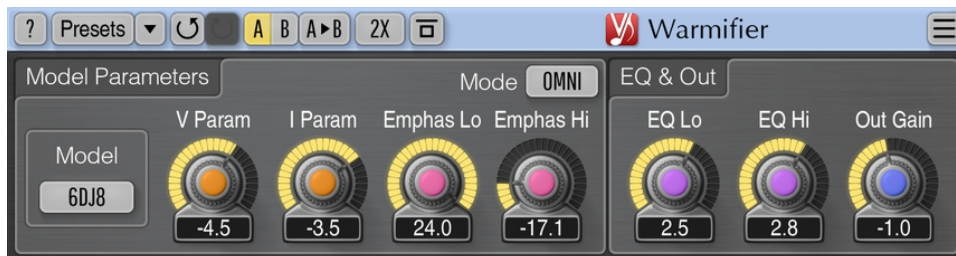 ? Presets A B A▸B 2X Warmifier
Model Parameters Mode OMNI EQ & Out
V Param I Param Emphas Lo Emphas Hi EQ Lo EQ Hi Out Gain
Model
6DJ8
-4.5 -3.5 24.0 -17.1 2.5 2.8 -1.0